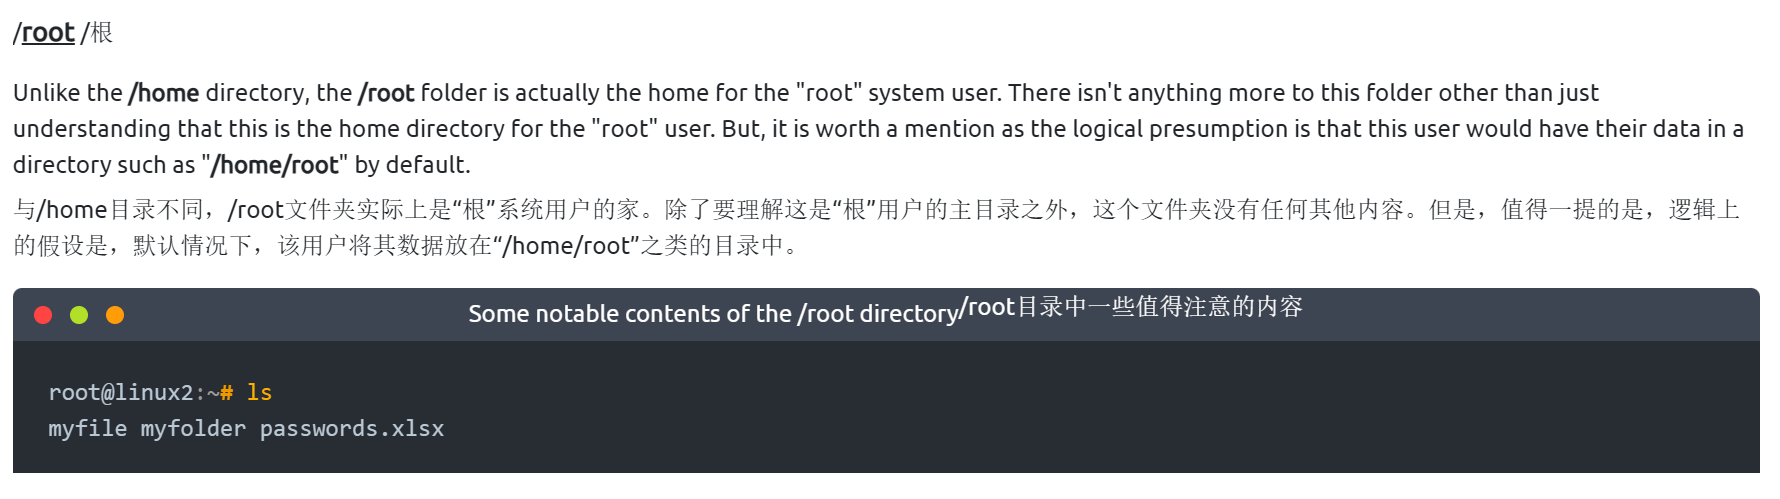 /root /根
Unlike the /home directory, the /root folder is actually the home for the "root" system user. There isn't anything more to this folder other than just
understanding that this is the home directory for the "root" user. But, it is worth a mention as the logical presumption is that this user would have their data in a
directory such as "/home/root" by default.
与/home目录不同，/root文件夹实际上是“根”系统用户的家。除了要理解这是“根”用户的主目录之外，这个文件夹没有任何其他内容。但是，值得一提的是，逻辑上
的假设是，默认情况下，该用户将其数据放在“/home/root”之类的目录中。
Some notable contents of the /root directory/root目录中一些值得注意的内容
root@linux2:~# ls
myfile myfolder passwords.xlsx